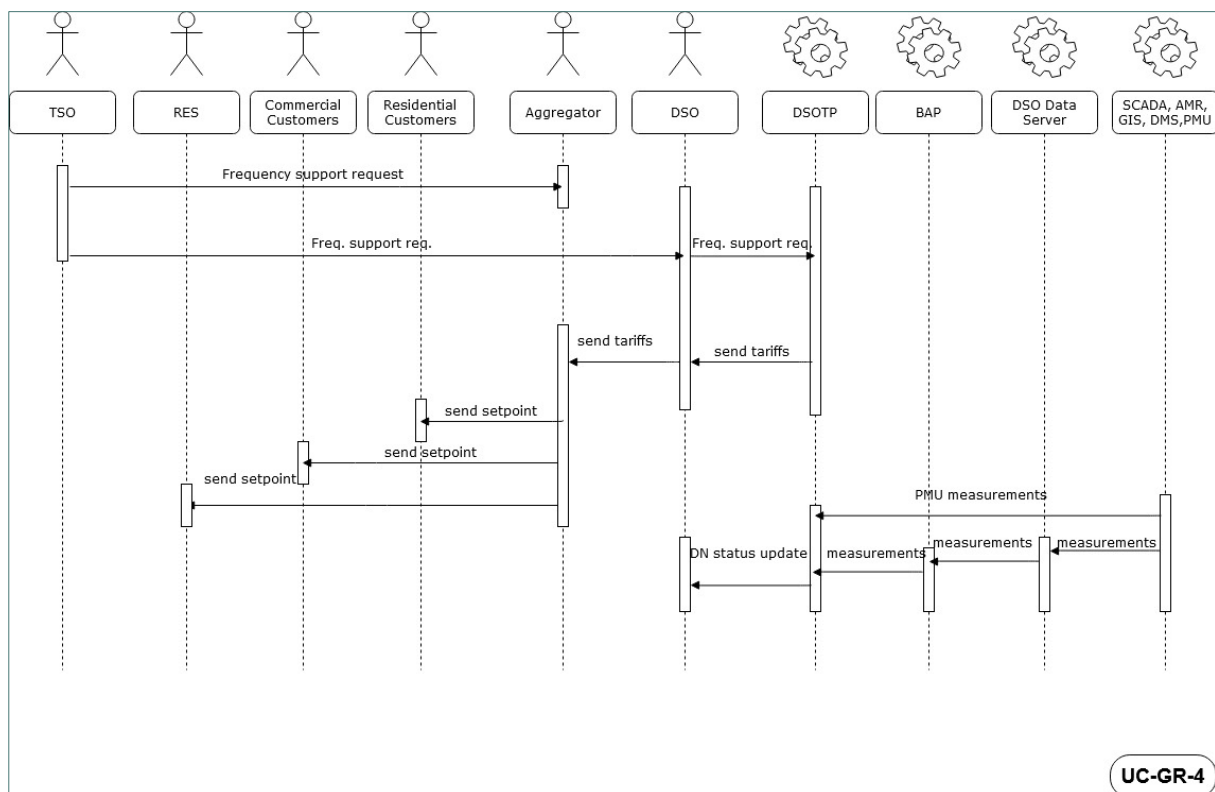 TSO
RES
Commercial
Customers
Residential
Customers
Aggregator
DSO
DSOTP
BAP
DSO Data
Server
SCADA, AMR,
GIS, DMS,PMU
Frequency support request
Freq. support req.
Freq. support req.
send tariffs
send tariffs
send setpoint
send setpoint
send setpoint
PMU measurements
DN status update
measurements
measurements
measurements
UC-GR-4